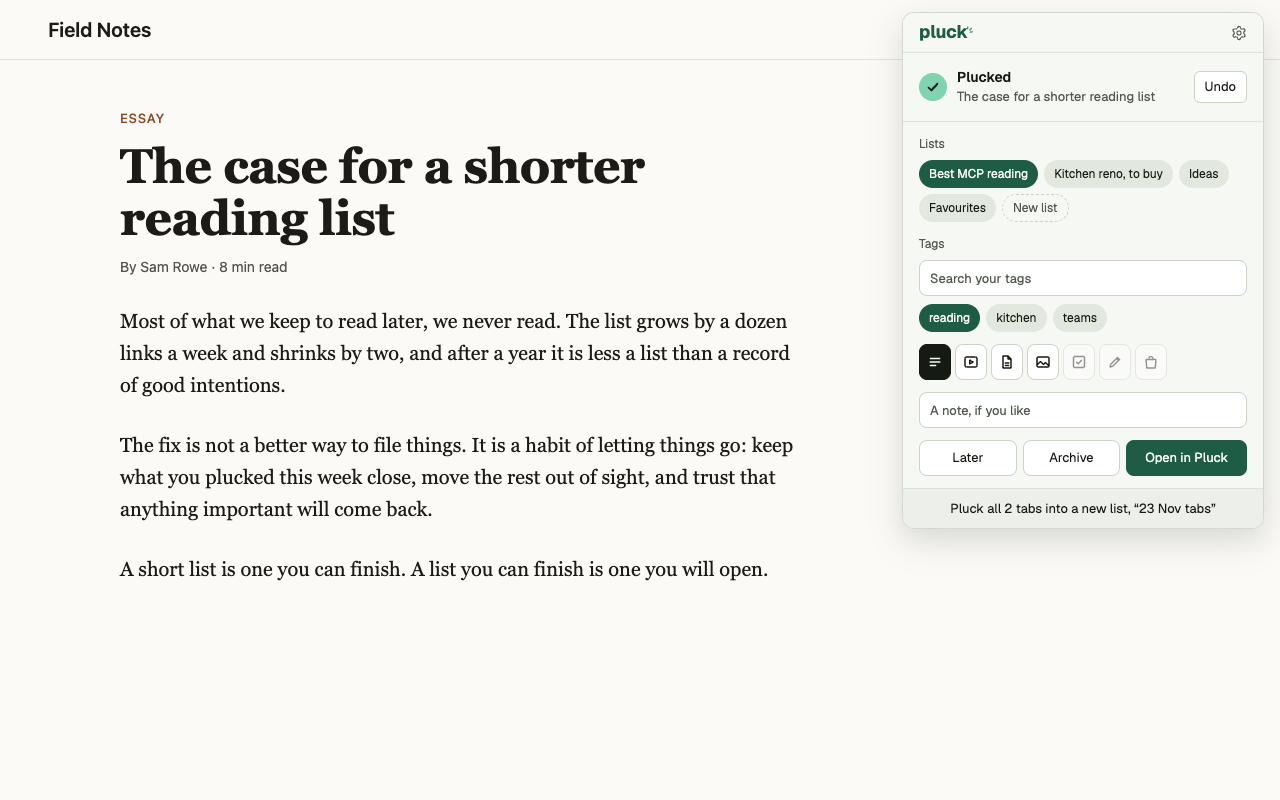 Field Notes
ESSAY
The case for a shorter
reading list
By Sam Rowe · 8 min read
Most of what we keep to read later, we never read. The list grows by a dozen
links a week and shrinks by two, and after a year it is less a list than a record
of good intentions.
The fix is not a better way to file things. It is a habit of letting things go: keep
what you plucked this week close, move the rest out of sight, and trust that
anything important will come back.
A short list is one you can finish. A list you can finish is one you will open.
pluck
Plucked
The case for a shorter reading list
Undo
Lists
Best MCP reading
Kitchen reno, to buy
Ideas
Favourites
New list
Tags
Search your tags
reading
kitchen
teams
A note, if you like
Later
Archive
Open in Pluck
Pluck all 2 tabs into a new list, “23 Nov tabs”